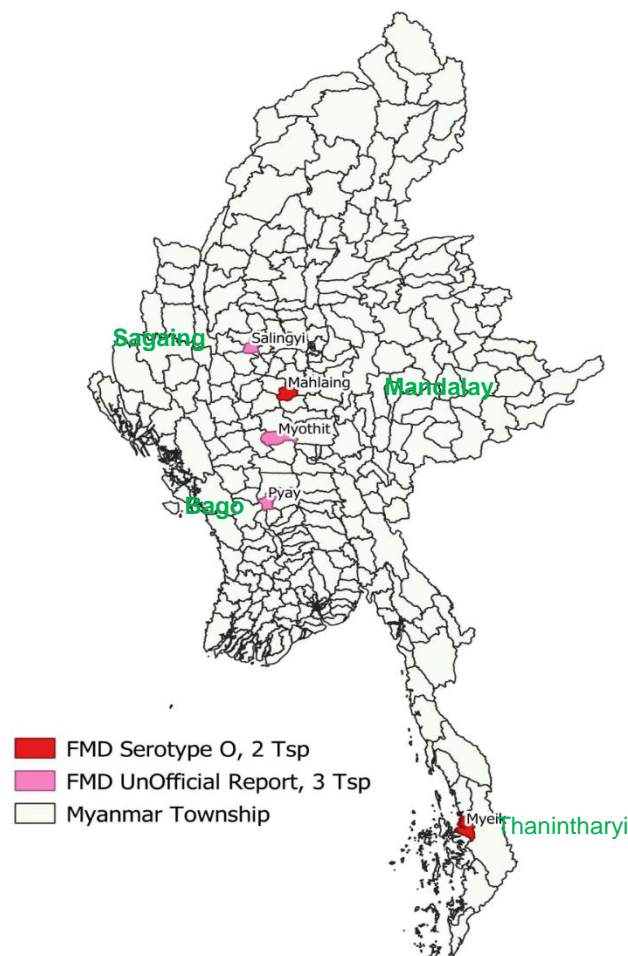 Salingyi
Sagaing
Mahlaing
Mandalay
Myothit
Pyay
Bago
FMD Serotype O, 2 Tsp
FMD UnOfficial Report, 3 Tsp
Myanmar Township
Myeik
Thanintharyi